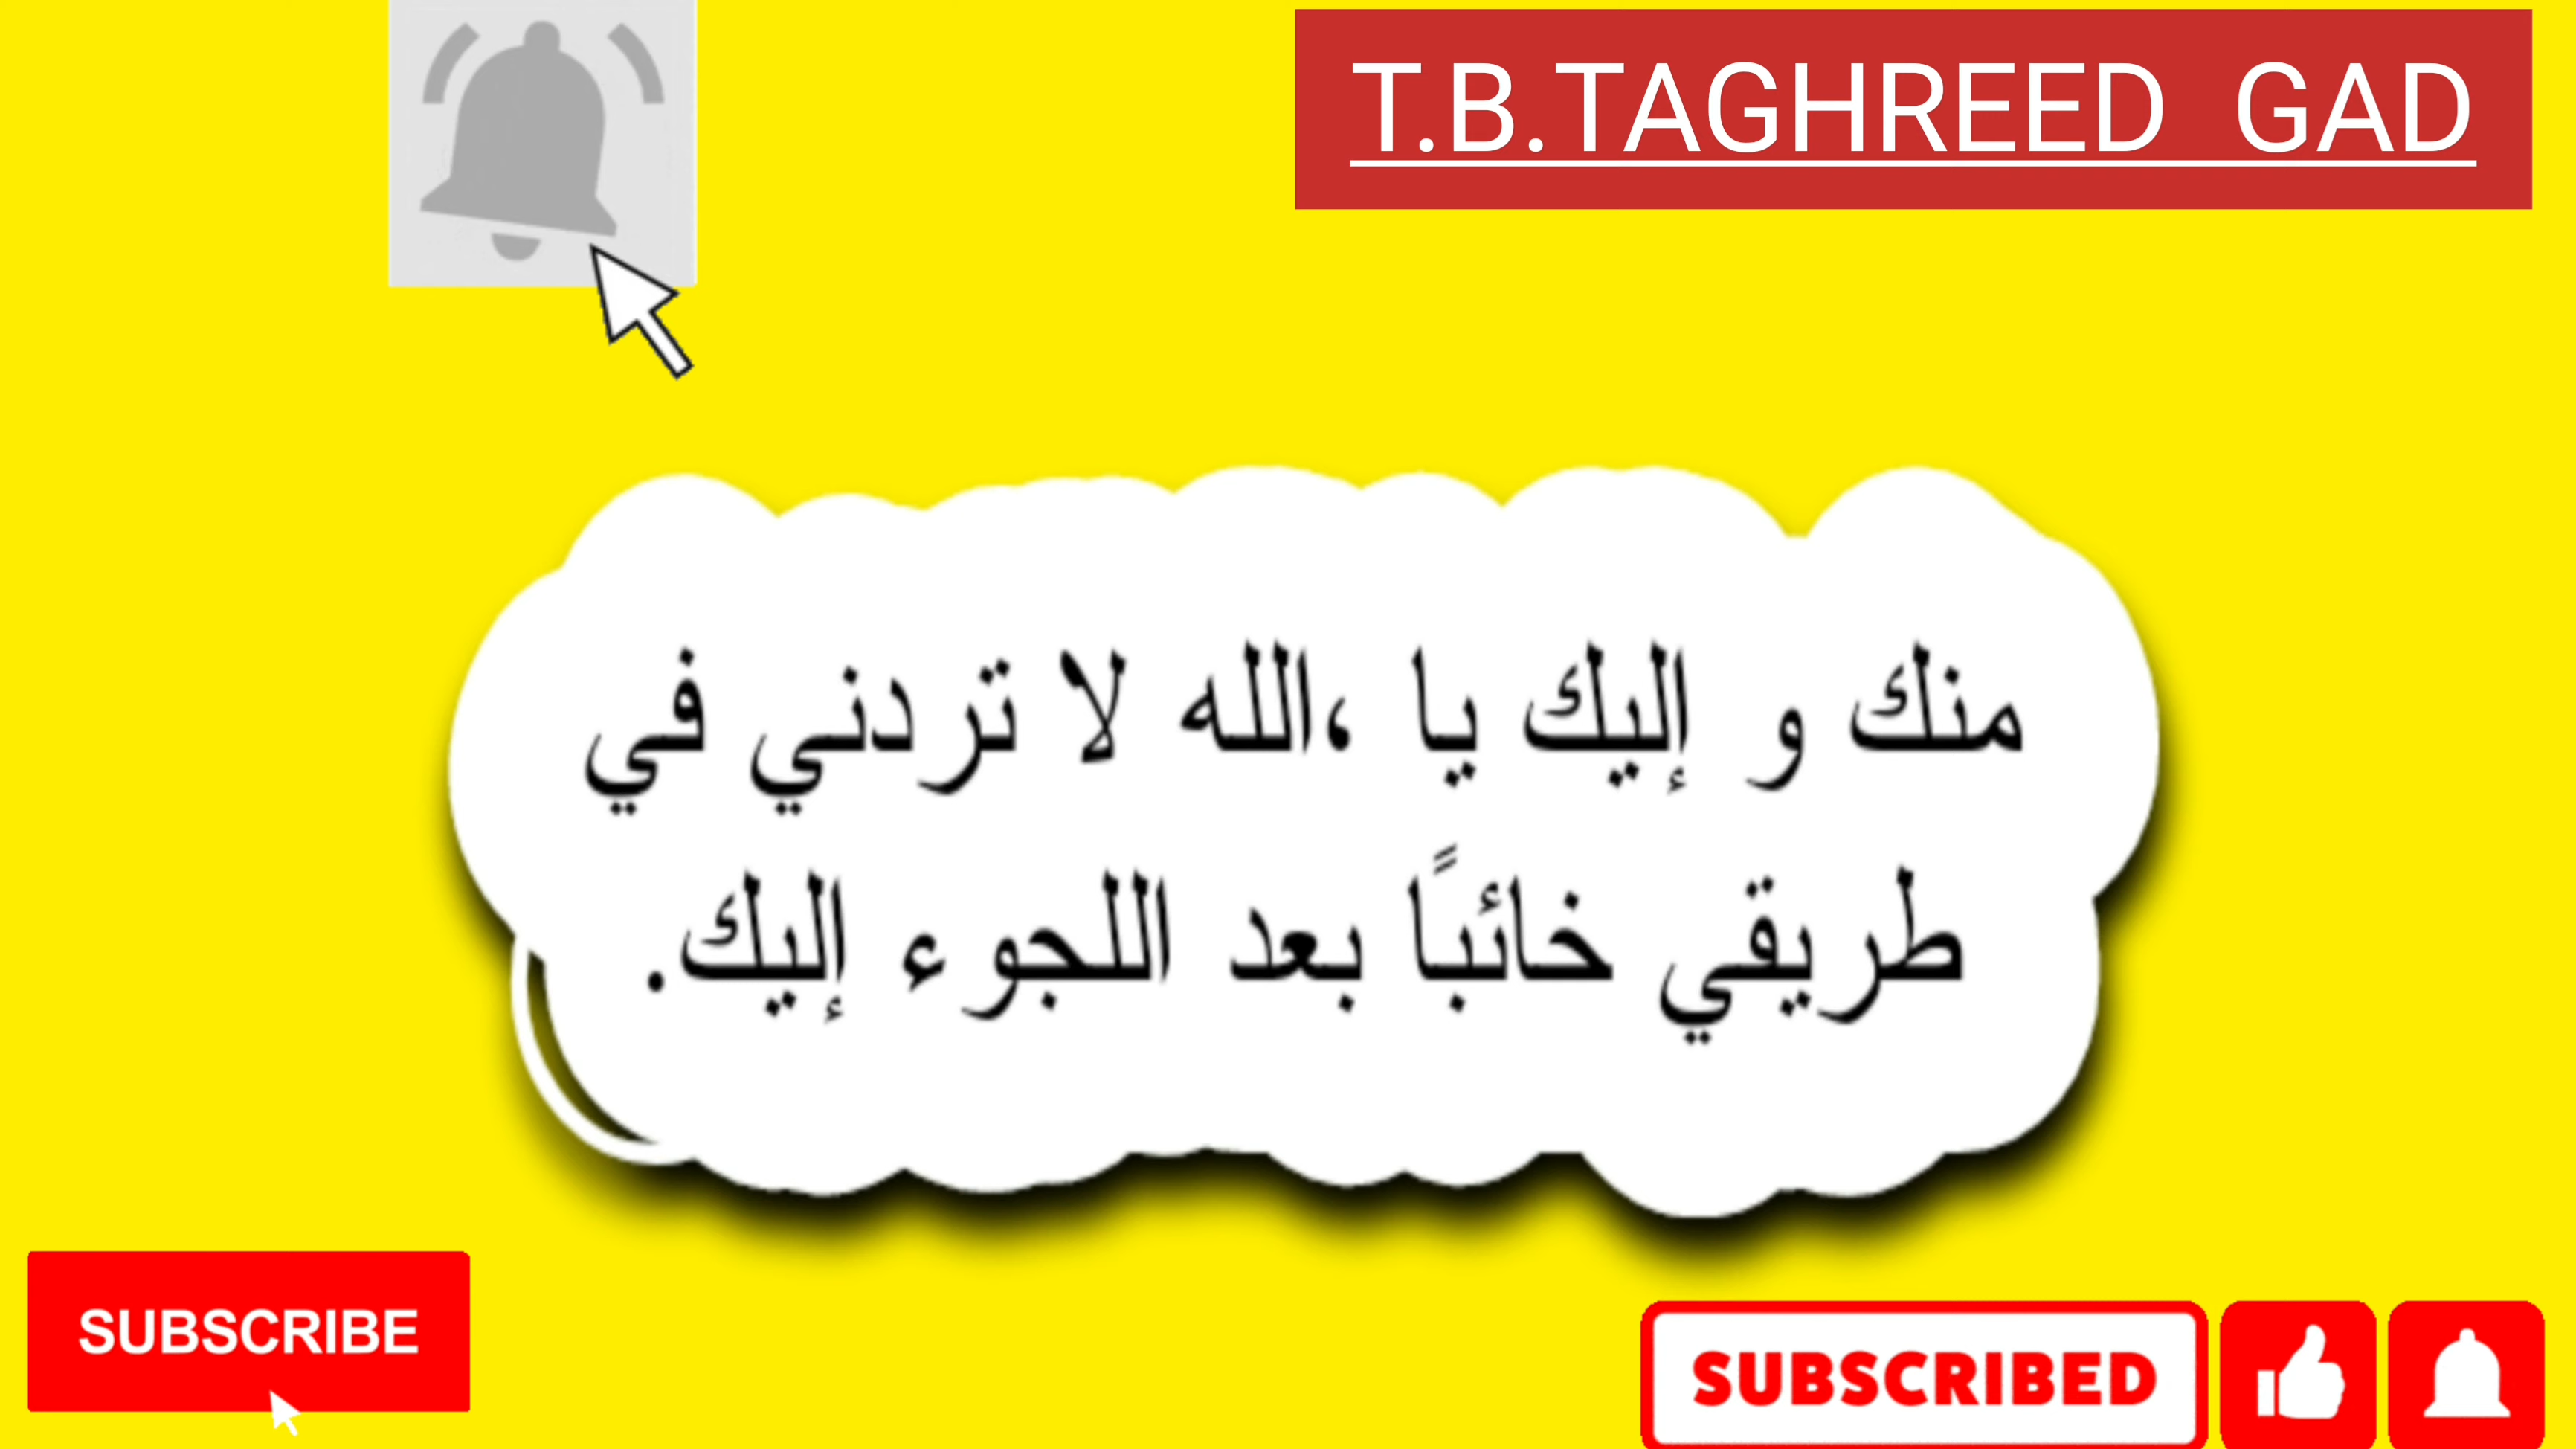 T.B.TAGHREED GAD
منك و إليك يا ،الله لا تردني في
طريقي خائبًا بعد اللجوء إليك.
SUBSCRIBE
SUBSCRIBED